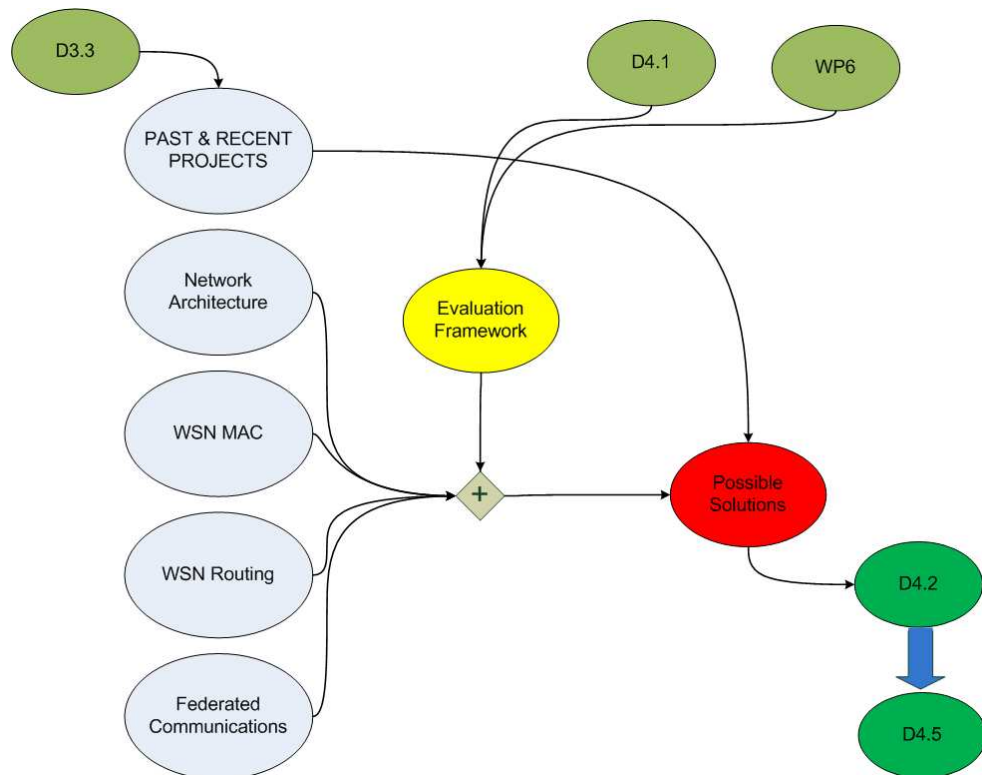 D3.3
D4.1
WP6
PAST & RECENT
PROJECTS
Network
Architecture
Evaluation
Framework
WSN MAC
+
Possible
Solutions
WSN Routing
D4.2
Federated
Communications
D4.5